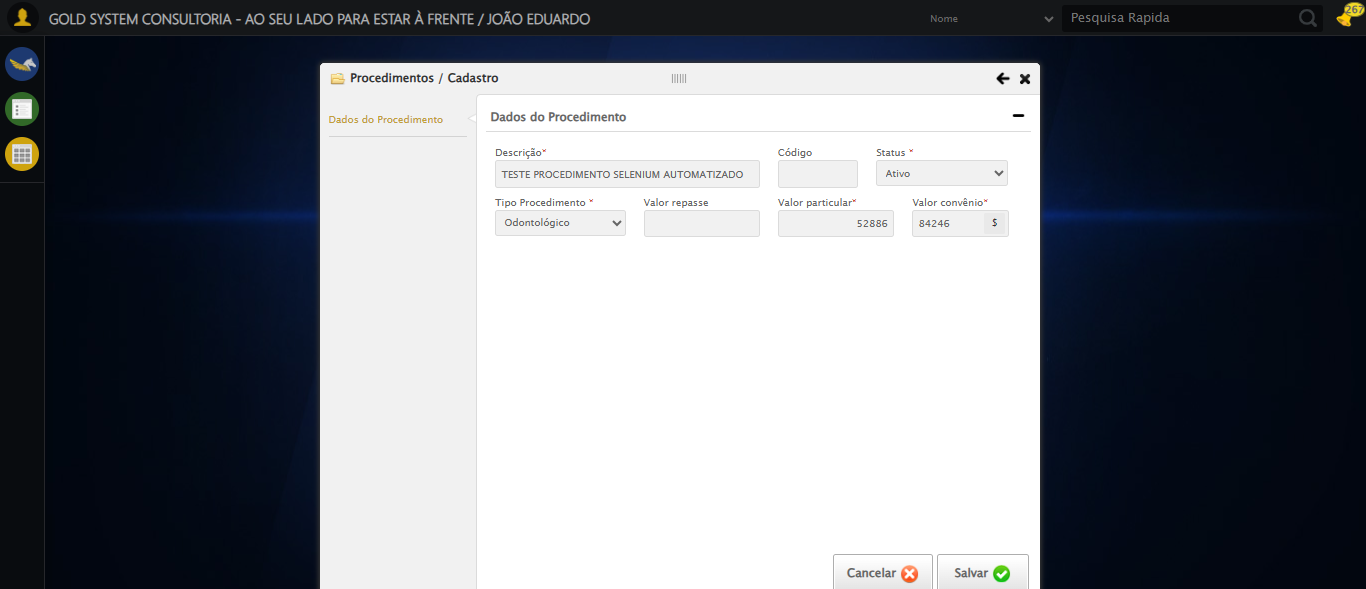 GOLD SYSTEM CONSULTORIA - AO SEU LADO PARA ESTAR À FRENTE / JOÃO EDUARDO
Nome
Pesquisa Rapida
267
Procedimentos / Cadastro
Dados do Procedimento
Dados do Procedimento
Descrição* Código Status *
TESTE PROCEDIMENTO SELENIUM AUTOMATIZADO Ativo
Tipo Procedimento * Valor repasse Valor particular* Valor convênio*
Odontológico 52886 84246 $
Cancelar Salvar